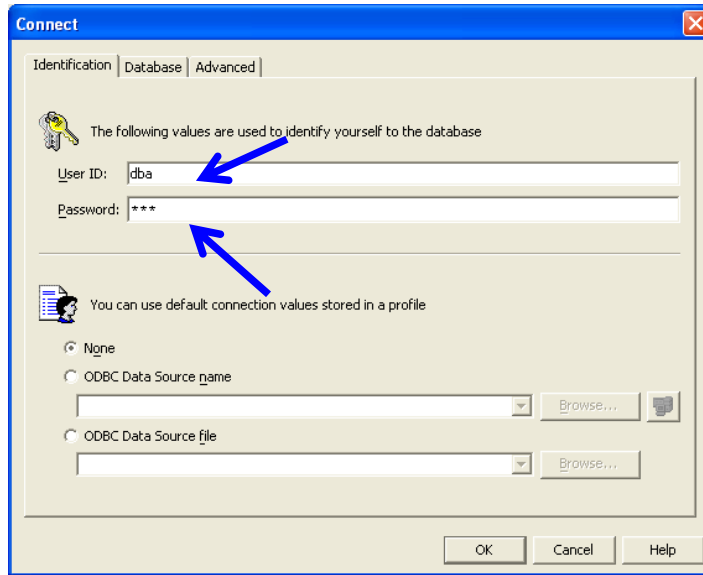 Connect
Identification Database Advanced
The following values are used to identify yourself to the database
User ID: dba
Password: ***
You can use default connection values stored in a profile
None
ODBC Data Source name
Browse...
ODBC Data Source file
Browse...
OK Cancel Help